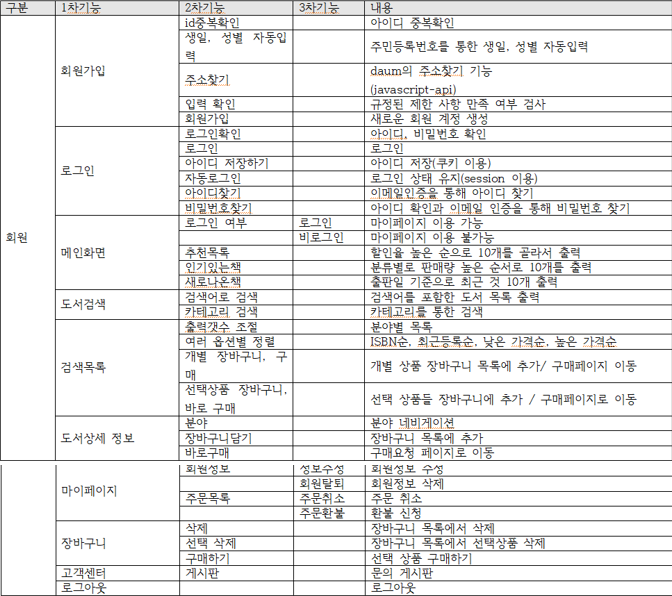 구분 1차기능 2차기능 3차기능 내용
회원 회원가입 id중복확인 아이디 중복확인
생일, 성별 자동입
력 주민등록번호를 통한 생일, 성별 자동입력
주소찾기 daum의 주소찾기 기능
(javascript-api)
입력 확인 규정된 제한 사항 만족 여부 검사
회원가입 새로운 회원 계정 생성
로그인 로그인확인 아이디, 비밀번호 확인
로그인 로그인
아이디 저장하기 아이디 저장(쿠키 이용)
자동로그인 로그인 상태 유지(session 이용)
아이디찾기 이메일인증을 통해 아이디 찾기
비밀번호찾기 아이디 확인과 이메일 인증을 통해 비밀번호 찾기
메인화면 로그인 여부 로그인 마이페이지 이용 가능
비로그인 마이페이지 이용 불가능
추천목록 할인율 높은 순으로 10개를 골라서 출력
인기있는책 분류별로 판매량 높은 순서로 10개를 출력
새로나온책 출판일 기준으로 최근 것 10개 출력
도서검색 검색어로 검색 검색어를 포함한 도서 목록 출력
카테고리 검색 카테고리를 통한 검색
검색목록 출력갯수 조절 분야별 목록
여러 옵션별 정렬 ISBN순, 최근등록순, 낮은 가격순, 높은 가격순
개별 장바구니, 구
매 개별 상품 장바구니 목록에 추가/ 구매페이지 이동
선택상품 장바구니,
바로 구매 선택 상품들 장바구니에 추가 / 구매페이지로 이동
도서상세 정보 분야 분야 네비게이션
장바구니담기 장바구니 목록에 추가
바로구매 구매요청 페이지로 이동
마이페이지 회원정보 정보수정 회원정보 수정
회원탈퇴 회원정보 삭제
주문목록 주문취소 주문 취소
주문환불 환불 신청
장바구니 삭제 장바구니 목록에서 삭제
선택 삭제 장바구니 목록에서 선택상품 삭제
구매하기 선택 상품 구매하기
고객센터 게시판 문의 게시판
로그아웃 로그아웃